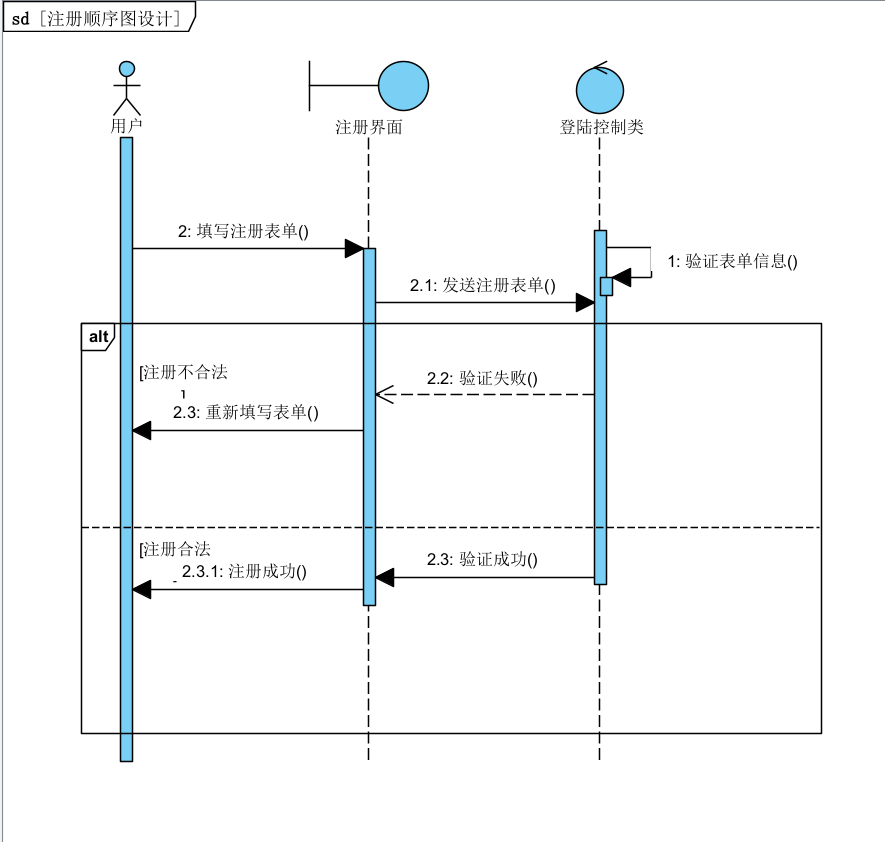 sd [注册顺序图设计]
用户
注册界面
登陆控制类
2: 填写注册表单()
1: 验证表单信息()
2.1: 发送注册表单()
alt
[注册不合法
2.2: 验证失败()
2.3: 重新填写表单()
[注册合法
2.3: 验证成功()
2.3.1: 注册成功()